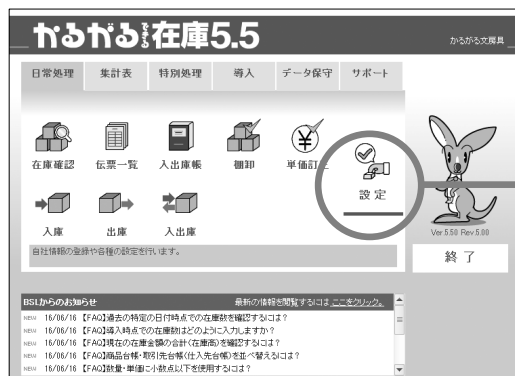 かるがるできる在庫5.5
かるがる文房具
日常処理 集計表 特別処理 導入 データ保守 サポート
在庫確認 伝票一覧 入出庫帳 棚卸 単価訂正
設定
入庫 出庫 入出庫
Ver.5.50 Rev.5.00
自社情報の登録や各種の設定を行います。
終了
BSLからのお知らせ 最新の情報を閲覧するには、ここをクリック。
NEW 16/06/16 【FAQ】過去の特定の日付時点での在庫数を確認するには？
NEW 16/06/16 【FAQ】導入時点での在庫数はどのように入力しますか？
NEW 16/06/16 【FAQ】現在の在庫金額の合計(在庫高)を確認するには？
NEW 16/06/16 【FAQ】商品台帳・取引先台帳(仕入先台帳)を並べ替えるには？
NEW 16/06/16 【FAQ】数量・単価に小数点以下を使用するには？